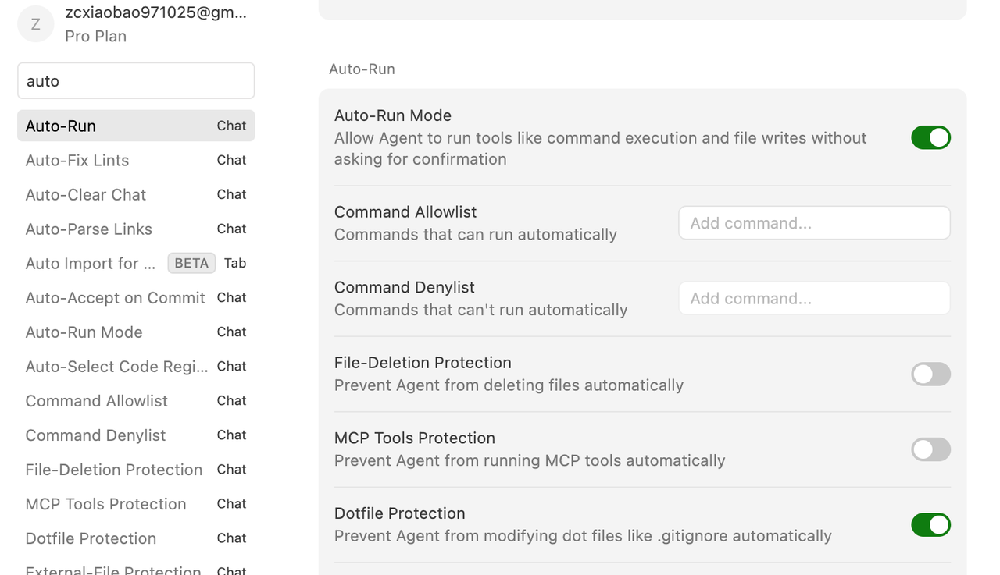 Z
zcxiaobao971025@gm...
Pro Plan
auto
Auto-Run Chat
Auto-Fix Lints Chat
Auto-Clear Chat Chat
Auto-Parse Links Chat
Auto Import for ... BETA Tab
Auto-Accept on Commit Chat
Auto-Run Mode Chat
Auto-Select Code Regi... Chat
Command Allowlist Chat
Command Denylist Chat
File-Deletion Protection Chat
MCP Tools Protection Chat
Dotfile Protection Chat
External-File Protection Chat
Auto-Run
Auto-Run Mode
Allow Agent to run tools like command execution and file writes without
asking for confirmation
Command Allowlist
Commands that can run automatically
Add command...
Command Denylist
Commands that can't run automatically
Add command...
File-Deletion Protection
Prevent Agent from deleting files automatically
MCP Tools Protection
Prevent Agent from running MCP tools automatically
Dotfile Protection
Prevent Agent from modifying dot files like .gitignore automatically